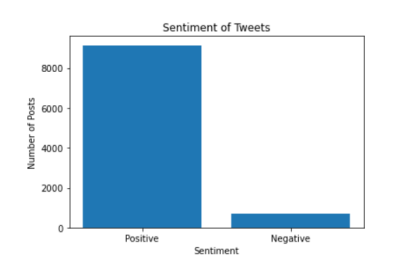 Sentiment of Tweets
Number of Posts
8000
6000
4000
2000
0
Positive Negative
Sentiment